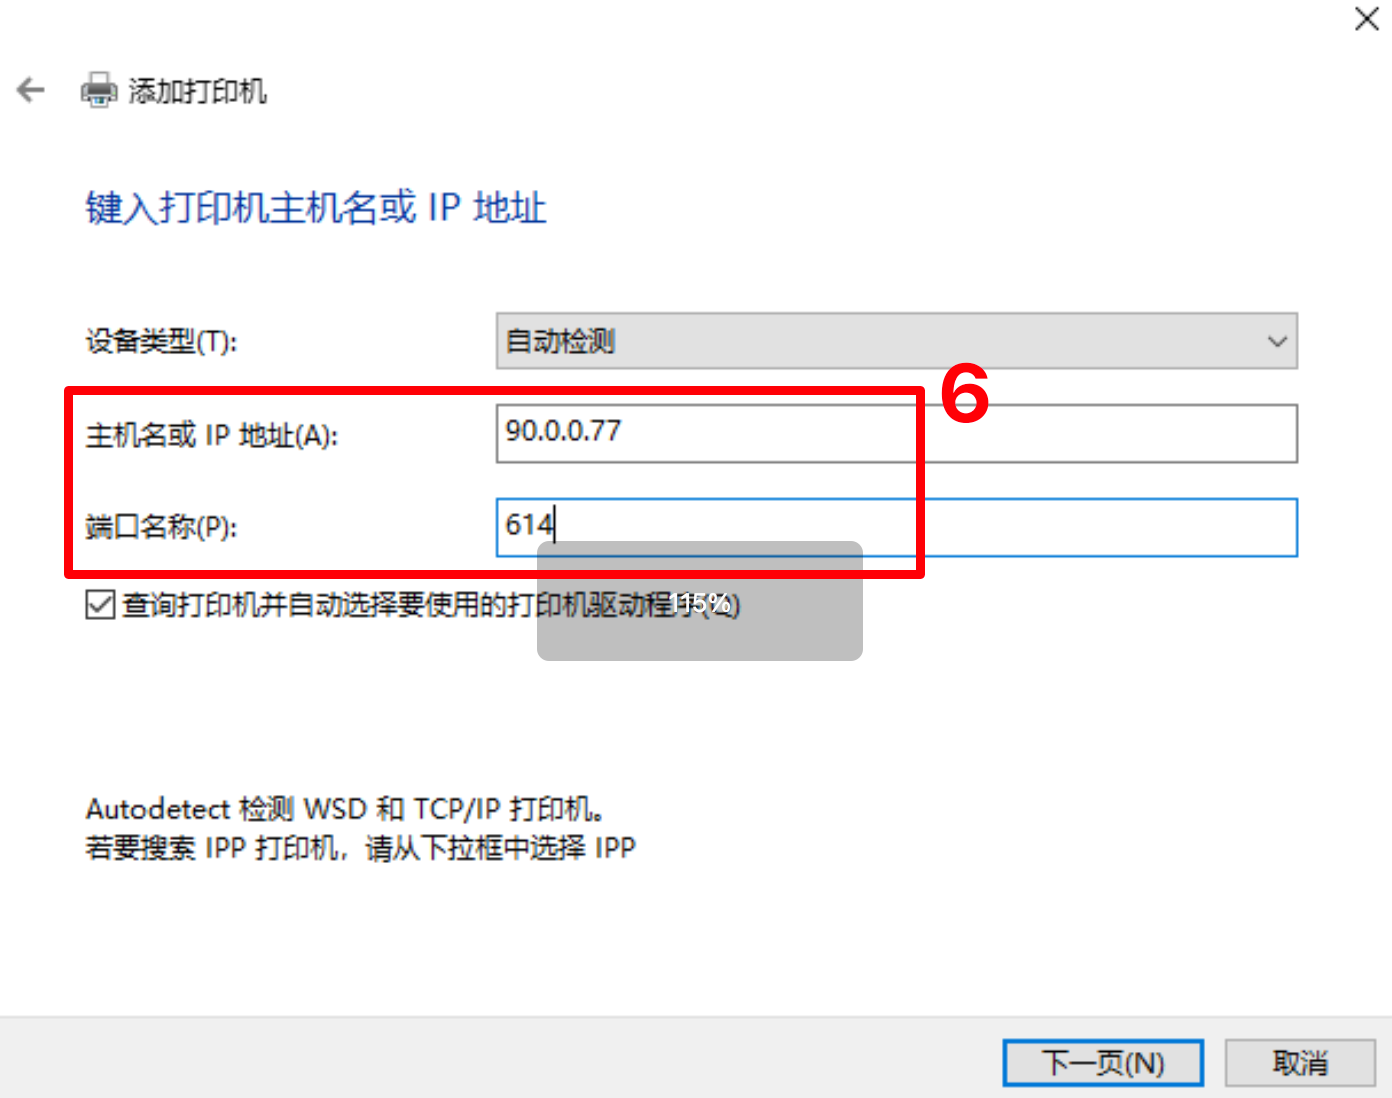 添加打印机
键入打印机主机名或 IP 地址
设备类型(T):
自动检测
6
主机名或 IP 地址(A):
90.0.0.77
端口名称(P):
614
查询打印机并自动选择要使用的打印机驱动程序(Q)
115%
Autodetect 检测 WSD 和 TCP/IP 打印机。
若要搜索 IPP 打印机，请从下拉框中选择 IPP
下一页(N)
取消